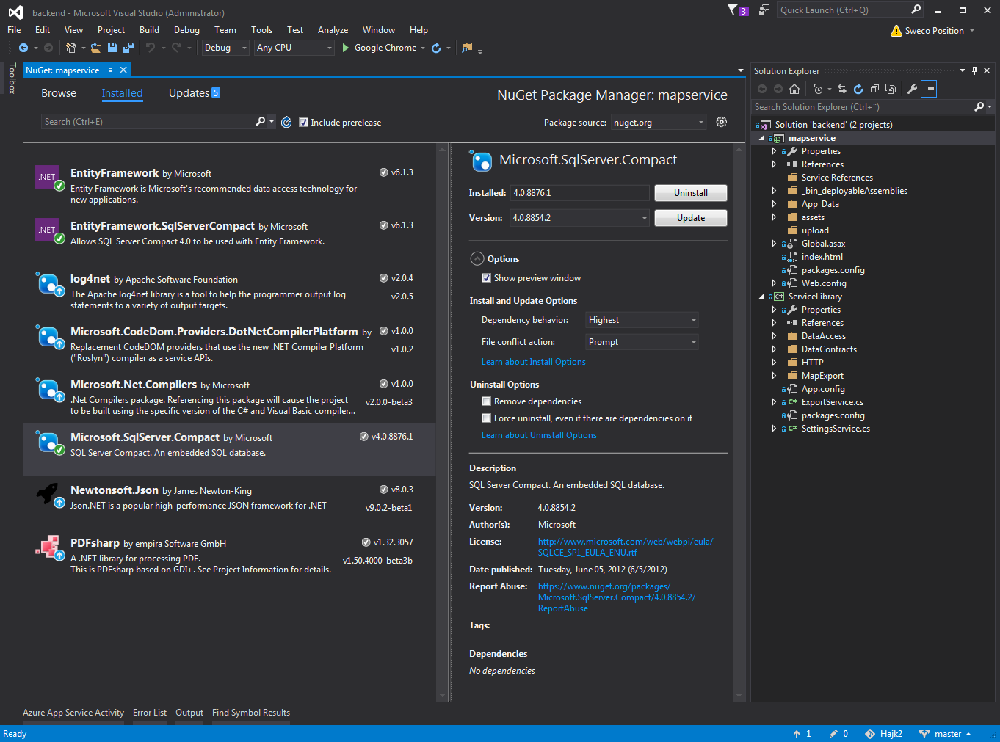 backend - Microsoft Visual Studio (Administrator)
3
Quick Launch (Ctrl+Q)
File Edit View Project Build Debug Team Tools Test Analyze Window Help
Sweco Position
Debug Any CPU Google Chrome
Toolbox
NuGet: mapservice
Browse Installed Updates 5
NuGet Package Manager: mapservice
Search (Ctrl+E)
Include prerelease
Package source: nuget.org
.NET
EntityFramework by Microsoft
v6.1.3
Entity Framework is Microsoft's recommended data access technology for
new applications.
.NET
EntityFramework.SqlServerCompact by Microsoft
v6.1.3
Allows SQL Server Compact 4.0 to be used with Entity Framework.
log4net by Apache Software Foundation
v2.0.4
The Apache log4net library is a tool to help the programmer output log
statements to a variety of output targets.
v2.0.5
Microsoft.CodeDom.Providers.DotNetCompilerPlatform by
v1.0.0
Replacement CodeDOM providers that use the new .NET Compiler Platform
("Roslyn") compiler as a service APIs.
v1.0.2
Microsoft.Net.Compilers by Microsoft
v1.0.0
.Net Compilers package. Referencing this package will cause the project
to be built using the specific version of the C# and Visual Basic compiler...
v2.0.0-beta3
Microsoft.SqlServer.Compact by Microsoft
v4.0.8876.1
SQL Server Compact. An embedded SQL database.
Newtonsoft.Json by James Newton-King
v8.0.3
Json.NET is a popular high-performance JSON framework for .NET
v9.0.2-beta1
PDFsharp by empira Software GmbH
v1.32.3057
A .NET library for processing PDF.
This is PDFsharp based on GDI+. See Project Information for details.
v1.50.4000-beta3b
Microsoft.SqlServer.Compact
Installed: 4.0.8876.1 Uninstall
Version: 4.0.8854.2 Update
Options
Show preview window
Install and Update Options
Dependency behavior: Highest
File conflict action: Prompt
Learn about Install Options
Uninstall Options
Remove dependencies
Force uninstall, even if there are dependencies on it
Learn about Uninstall Options
Description
SQL Server Compact. An embedded SQL database.
Version: 4.0.8854.2
Author(s): Microsoft
License: http://www.microsoft.com/web/webpi/eula/
SQLCE_SP1_EULA_ENU.rtf
Date published: Tuesday, June 05, 2012 (6/5/2012)
Report Abuse: https://www.nuget.org/packages/
Microsoft.SqlServer.Compact/4.0.8854.2/
ReportAbuse
Tags:
Dependencies
No dependencies
Solution Explorer
Search Solution Explorer (Ctrl+¨)
Solution 'backend' (2 projects)
mapservice
Properties
References
Service References
_bin_deployableAssemblies
App_Data
assets
upload
Global.asax
index.html
packages.config
Web.config
C# ServiceLibrary
Properties
References
DataAccess
DataContracts
HTTP
MapExport
App.config
C# ExportService.cs
packages.config
C# SettingsService.cs
Azure App Service Activity Error List Output Find Symbol Results
Ready
1 0 Hajk2 master